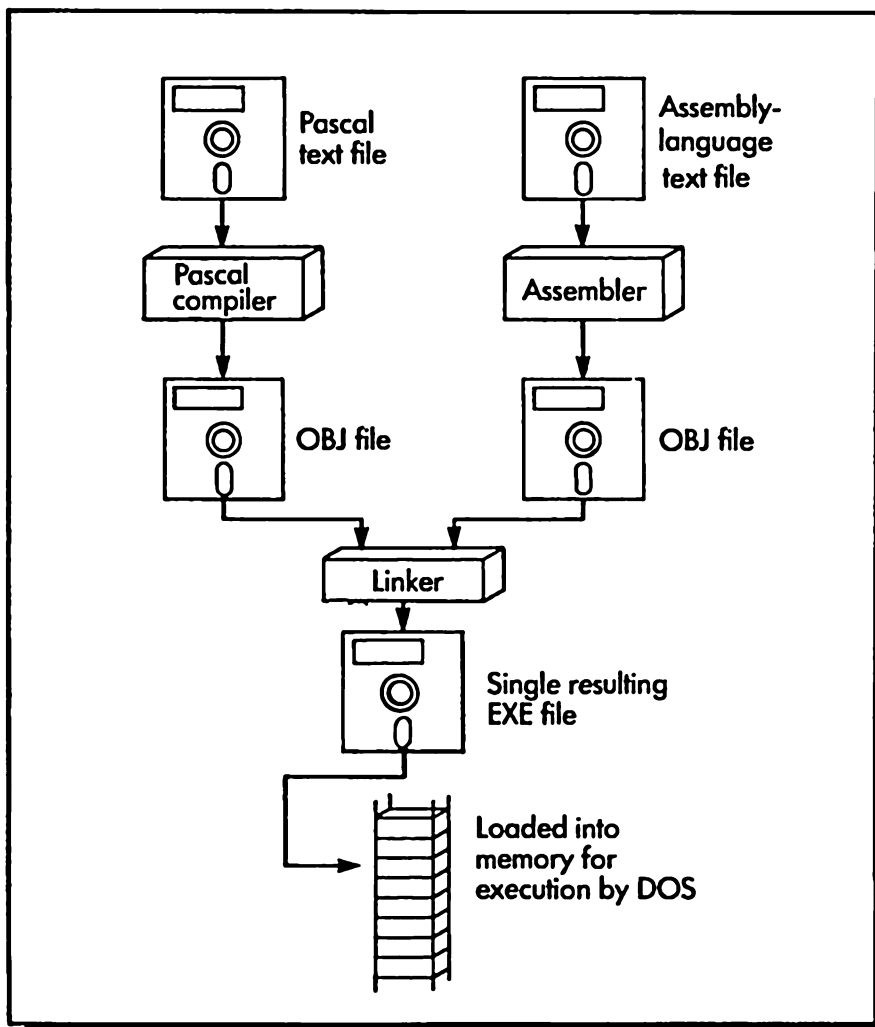 Pascal
text file
Assembly-
language
text file
Pascal
compiler
Assembler
OBJ file
OBJ file
Linker
Single resulting
EXE file
Loaded into
memory for
execution by DOS